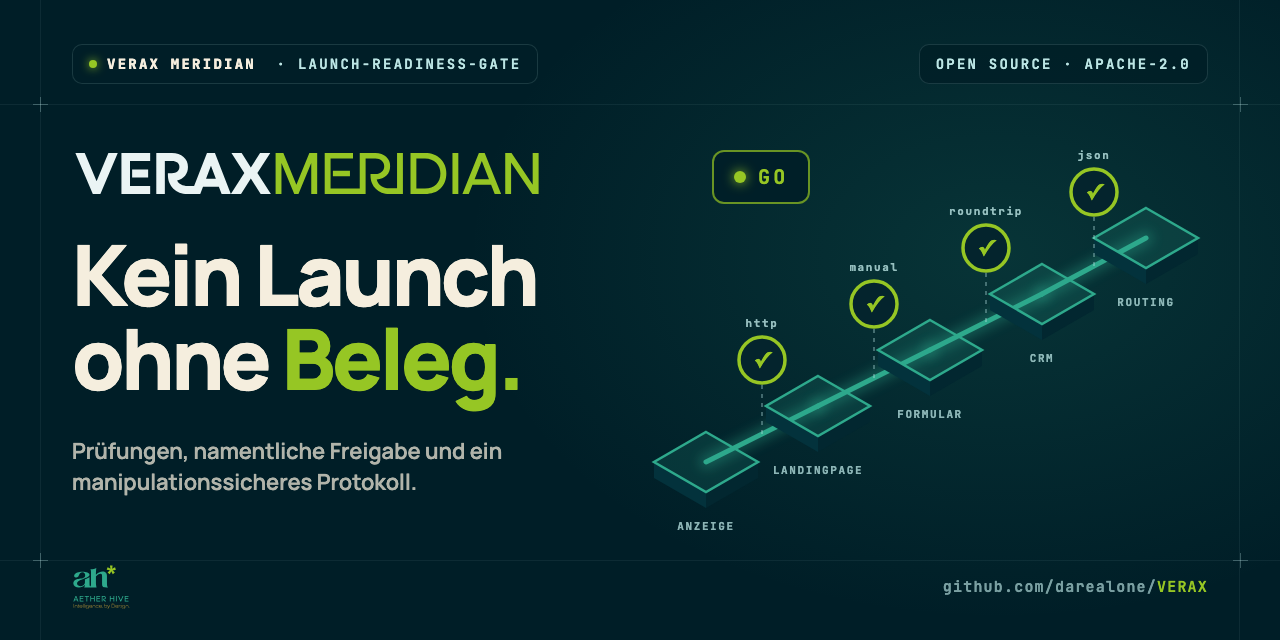 VERAX MERIDIAN · LAUNCH-READINESS-GATE
OPEN SOURCE · APACHE-2.0
VERAXMERIDIAN
Kein Launch
ohne Beleg.
Prüfungen, namentliche Freigabe und ein
manipulationssicheres Protokoll.
GO
json
roundtrip
manual
http
ROUTING
CRM
FORMULAR
LANDINGPAGE
ANZEIGE
ah*
AETHER HIVE
Intelligence by Design.
github.com/darealone/VERAX